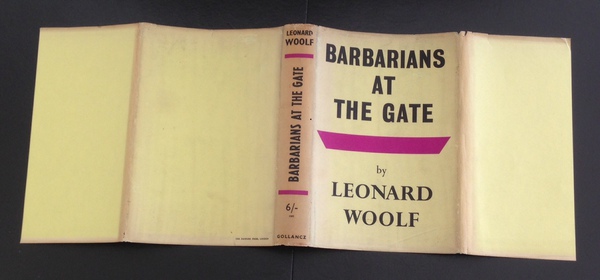 LEONARD
WOOLF
BARBARIANS AT THE GATE
6/-
GOLLANCZ
BARBARIANS
AT
THE GATE
by
LEONARD
WOOLF